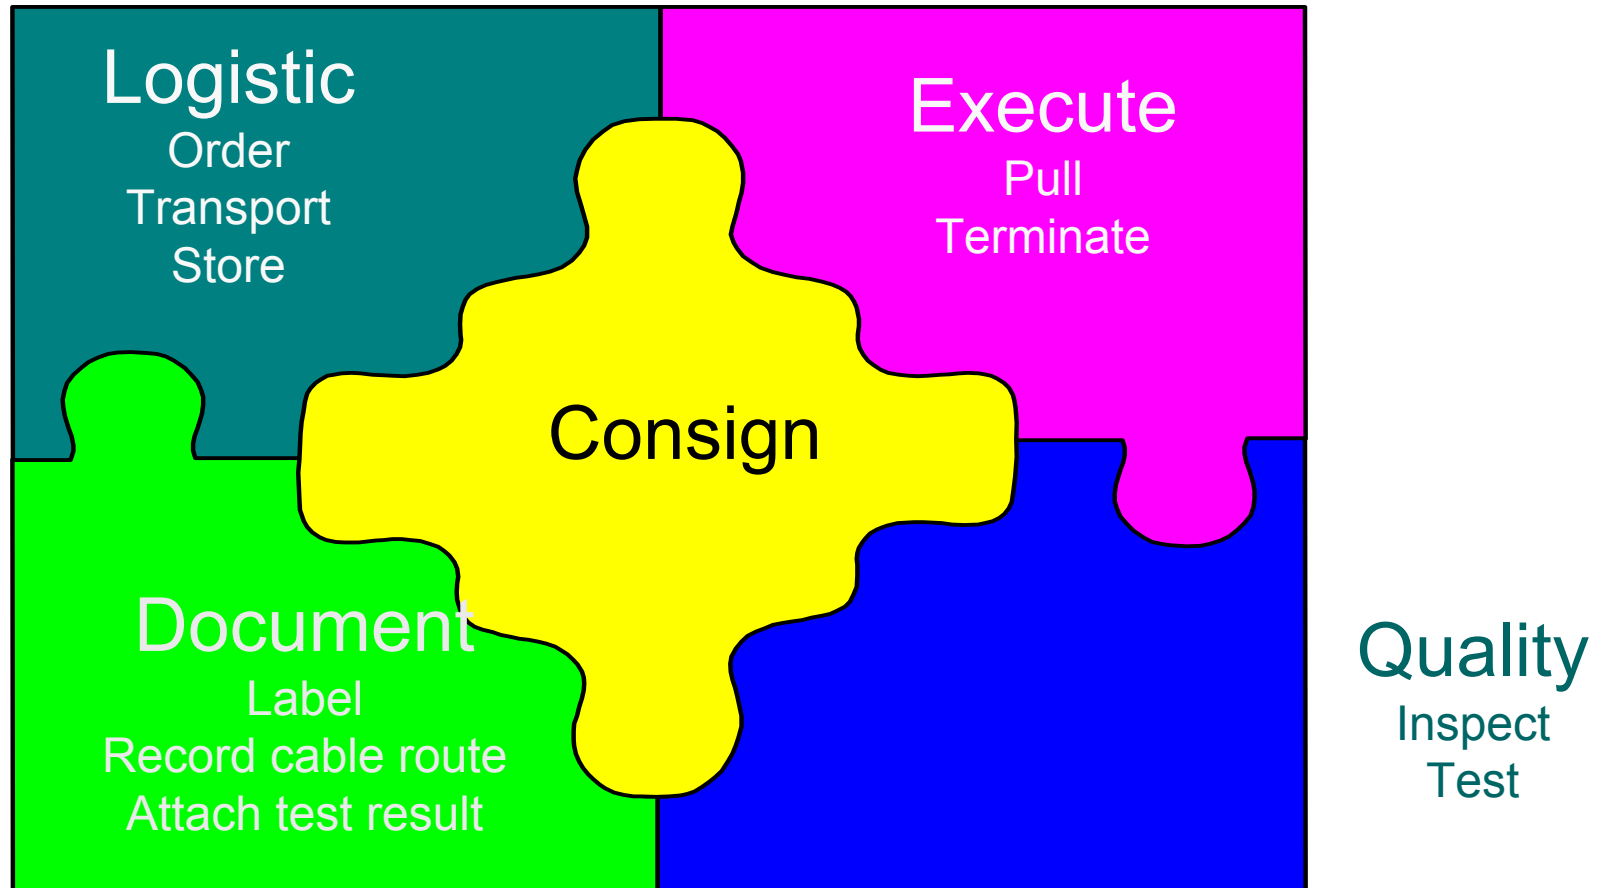 Logistic
Order
Transport
Store
Execute
Pull
Terminate
Consign
Document
Label
Record cable route
Attach test result
Quality
Inspect
Test